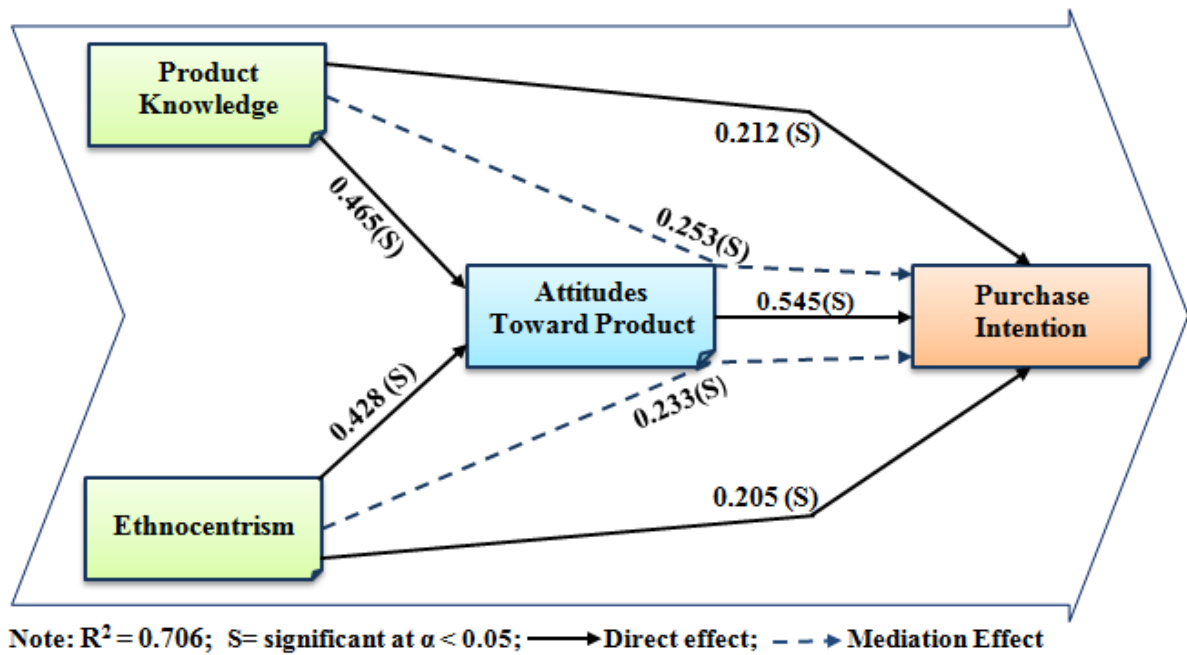 Product
Knowledge
0.212 (S)
0.465(S)
0.253(S)
Attitudes
Toward Product
0.545(S)
Purchase
Intention
0.428 (S)
0.233(S)
Ethnocentrism
0.205 (S)
Note: R² = 0.706; S= significant at α < 0.05; Direct effect; Mediation Effect